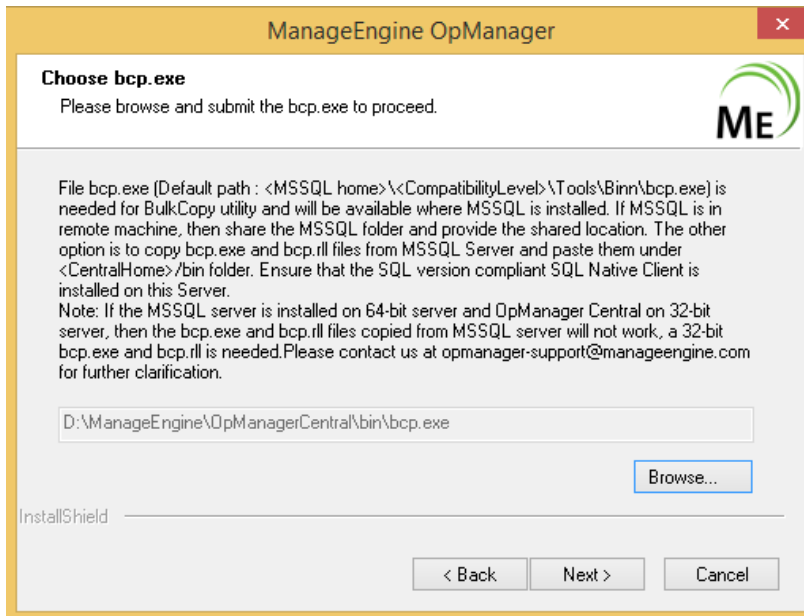 ManageEngine OpManager
Choose bcp.exe
Please browse and submit the bcp.exe to proceed.
ME
File bcp.exe (Default path : <MSSQL home>\<CompatibilityLevel>\Tools\Binn\bcp.exe) is
needed for BulkCopy utility and will be available where MSSQL is installed. If MSSQL is in
remote machine, then share the MSSQL folder and provide the shared location. The other
option is to copy bcp.exe and bcp.rll files from MSSQL Server and paste them under
<CentralHome>/bin folder. Ensure that the SQL version compliant SQL Native Client is
installed on this Server.
Note: If the MSSQL server is installed on 64-bit server and OpManager Central on 32-bit
server, then the bcp.exe and bcp.rll files copied from MSSQL server will not work, a 32-bit
bcp.exe and bcp.rll is needed.Please contact us at opmanager-support@manageengine.com
for further clarification.
D:\ManageEngine\OpManagerCentral\bin\bcp.exe
Browse...
InstallShield
< Back
Next >
Cancel